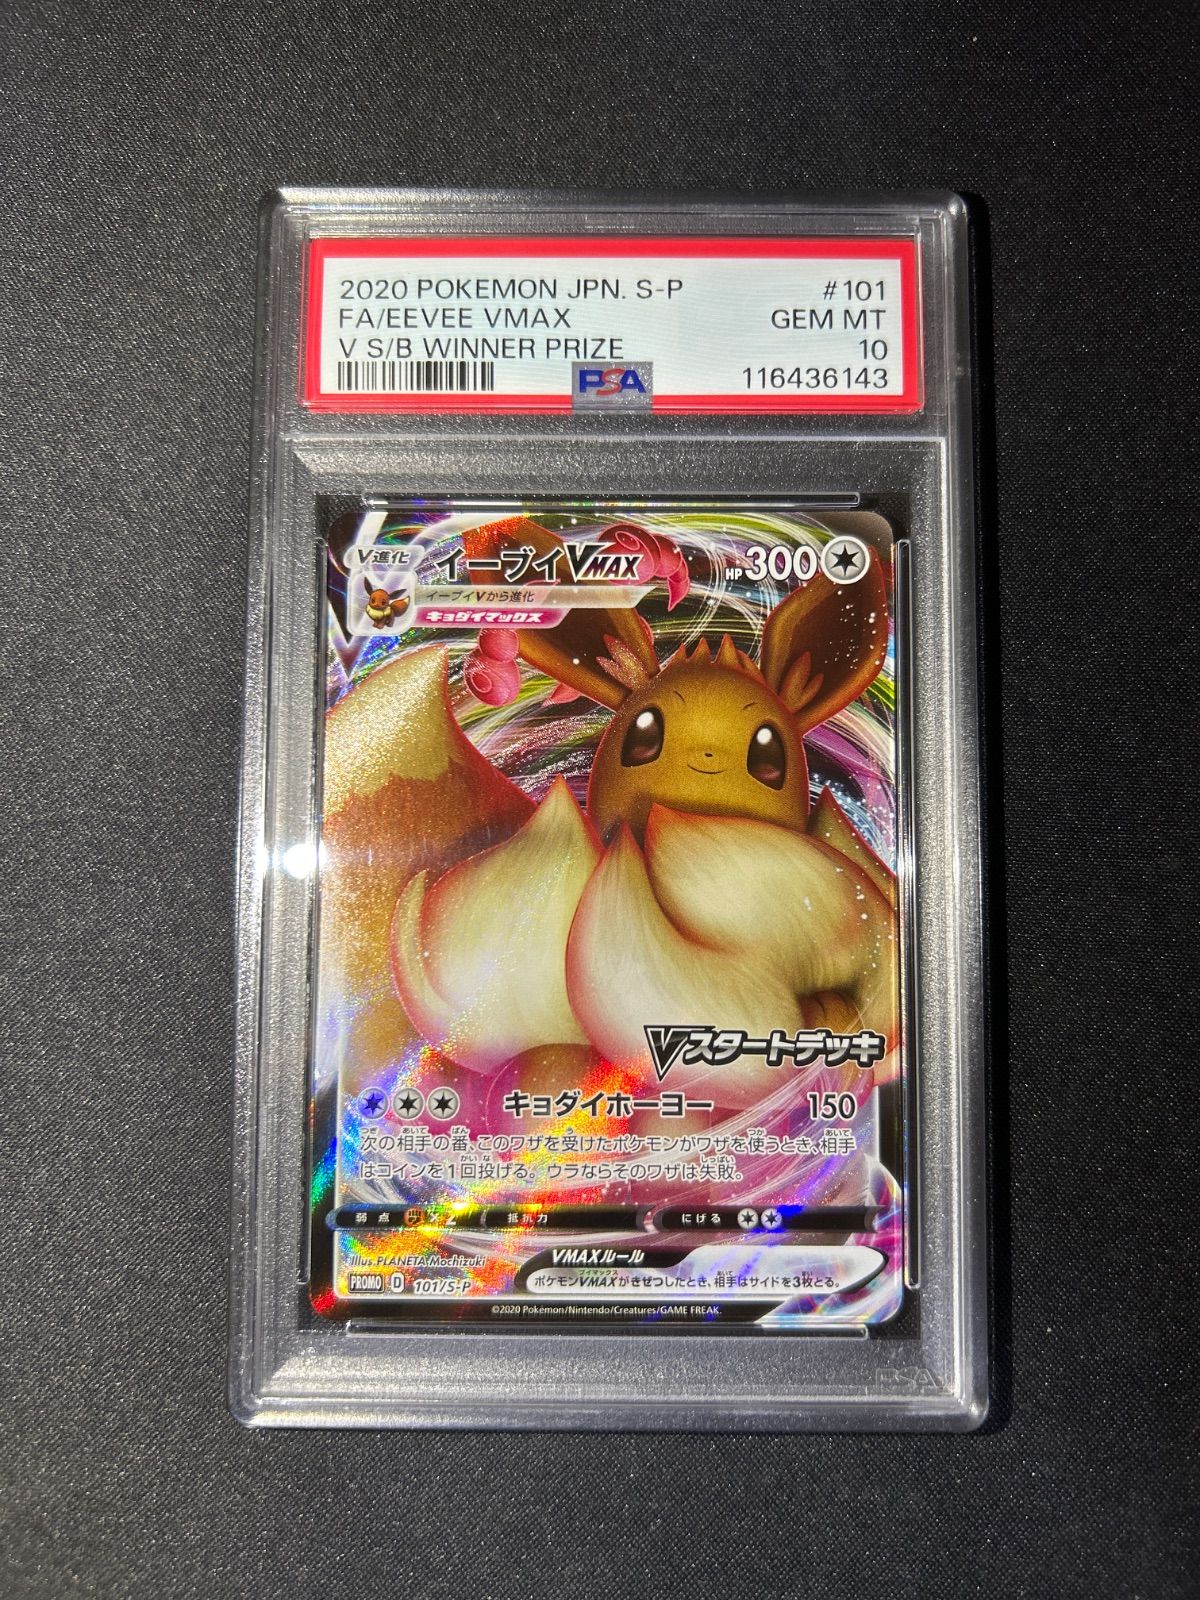 2020 POKEMON JPN. S-P #101
FA/EEVEE VMAX GEM MT
V S/B WINNER PRIZE 10
PSA 116436143
V進化 イーブイVMAX HP300
イーブイVから進化
キョダイマックス
Vスタートデッキ
キョダイホーヨー 150
次の相手の番、このワザを受けたポケモンがワザを使うとき、相手
はコインを1回投げる。ウラならそのワザは失敗。
弱点 ×2 抵抗力 にげる
Illus. PLANETA Mochizuki VMAXルール
ポケモンVMAXがきぜつしたとき、相手はサイドを3枚とる。
PROMO D 101/S-P
©2020 Pokémon/Nintendo/Creatures/GAME FREAK.
PSA